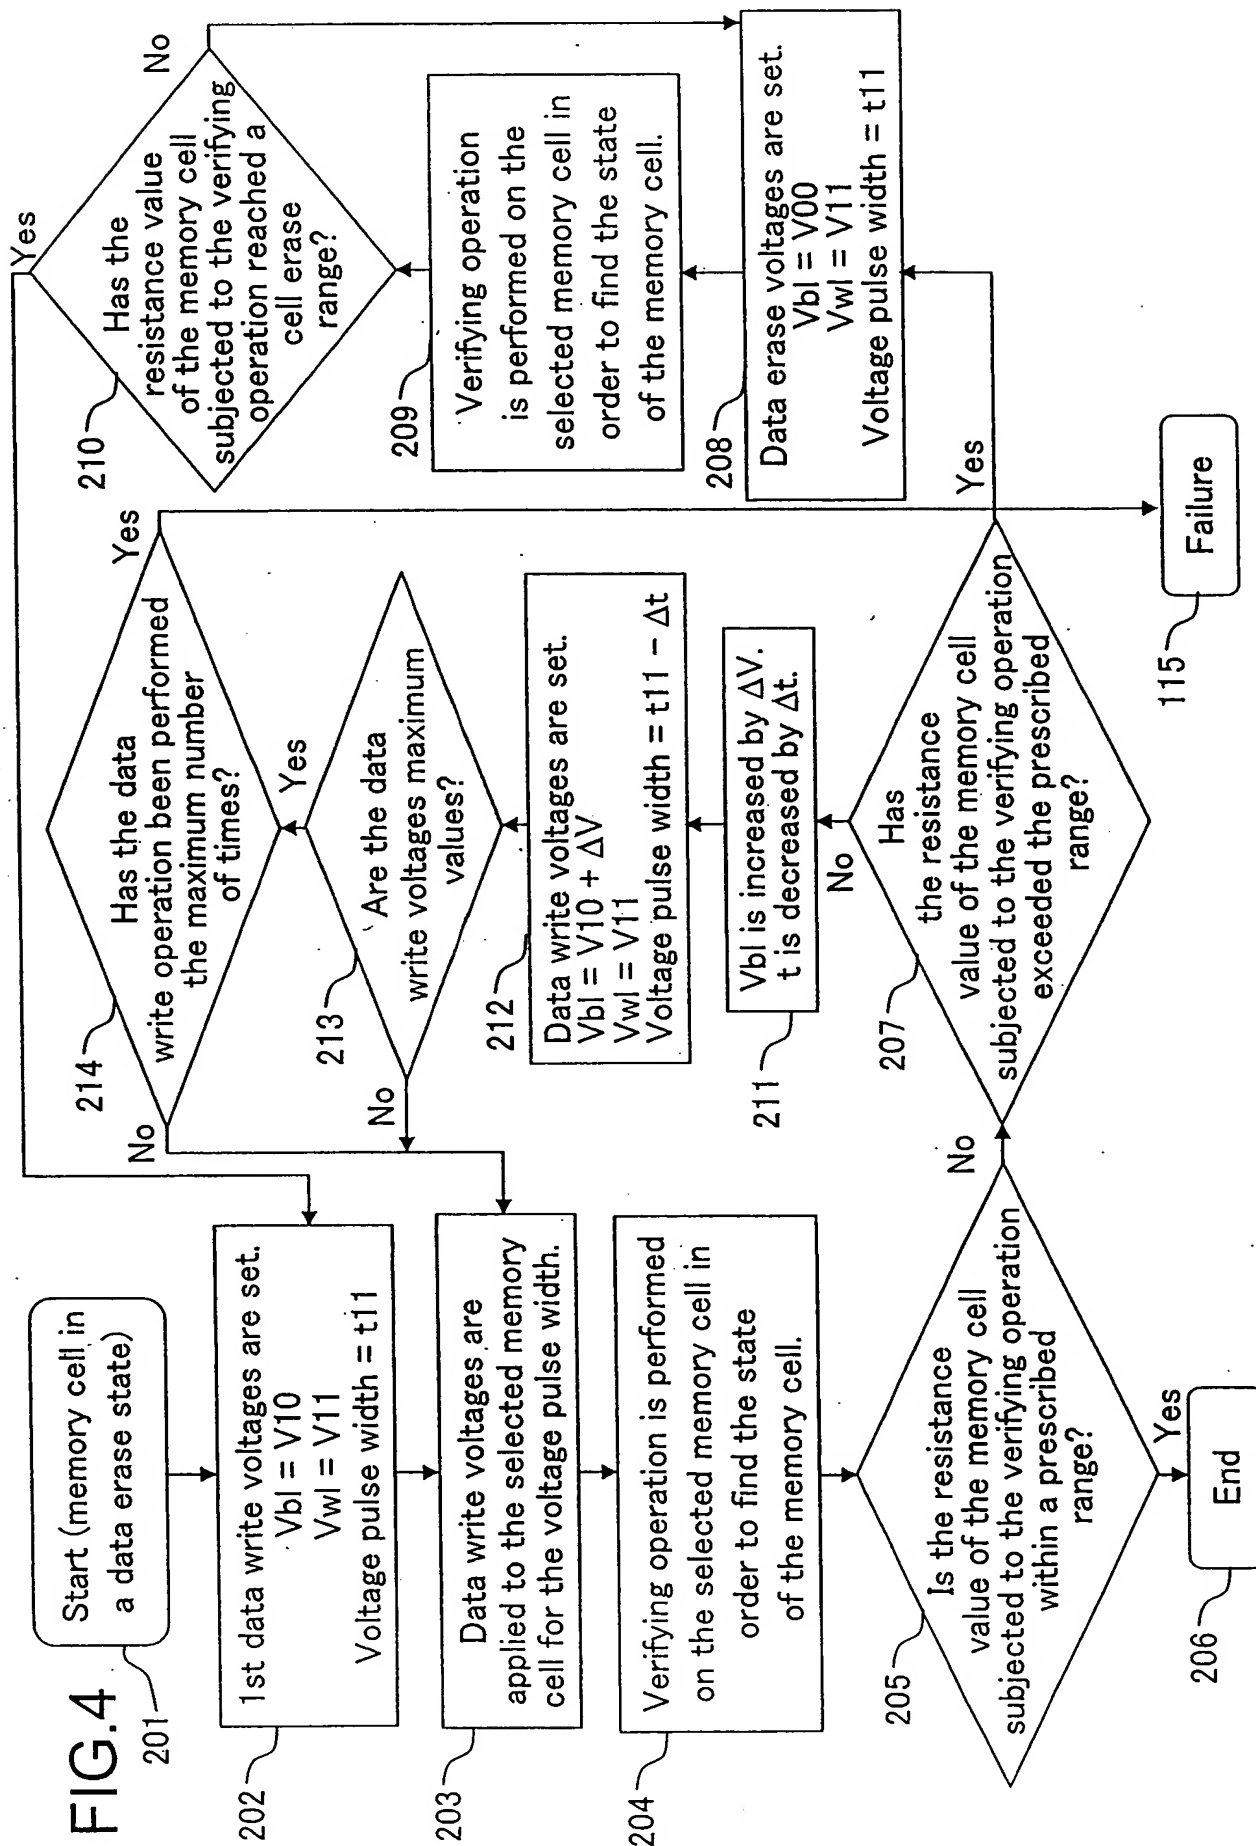 FIG.4
201
Start (memory cell in
a data erase state)
202
1st data write voltages are set.
Vbl = V10
Vwl = V11
Voltage pulse width = t11
203
Data write voltages are
applied to the selected memory
cell for the voltage pulse width.
204
Verifying operation is performed
on the selected memory cell in
order to find the state
of the memory cell.
205
Is the resistance
value of the memory cell
subjected to the verifying operation
within a prescribed
range?
Yes
206
End
No
207
Has
the resistance
value of the memory cell
subjected to the verifying operation
exceeded the prescribed
range?
No
Yes
211
Vbl is increased by ΔV.
t is decreased by Δt.
212
Data write voltages are set.
Vbl = V10 + ΔV
Vwl = V11
Voltage pulse width = t11 - Δt
213
Are the data
write voltages maximum
values?
No
Yes
214
Has the data
write operation been performed
the maximum number
of times?
No
Yes
115
Failure
208
Data erase voltages are set.
Vbl = V00
Vwl = V11
Voltage pulse width = t11
209
Verifying operation
is performed on the
selected memory cell in
order to find the state
of the memory cell.
210
Has the
resistance value
of the memory cell
subjected to the verifying
operation reached a
cell erase
range?
Yes
No